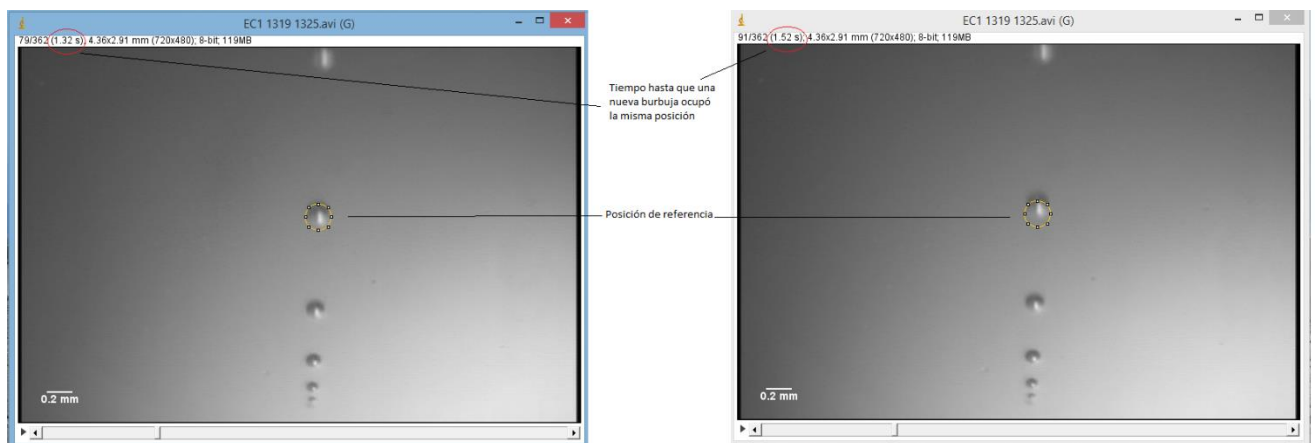 EC1 1319 1325.avi (G)
79/362 (1.32 s); 4.36x2.91 mm (720x480); 8-bit; 119MB
0.2 mm
Tiempo hasta que una
nueva burbuja ocupó
la misma posición
Posición de referencia
EC1 1319 1325.avi (G)
91/362 (1.52 s); 4.36x2.91 mm (720x480); 8-bit; 119MB
0.2 mm